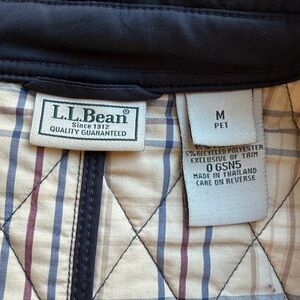 L.L.Bean®
Since 1912
QUALITY GUARANTEED
M
PET
5% RECYCLED POLYESTER
EXCLUSIVE OF TRIM
0 GSN5
MADE IN THAILAND
CARE ON REVERSE